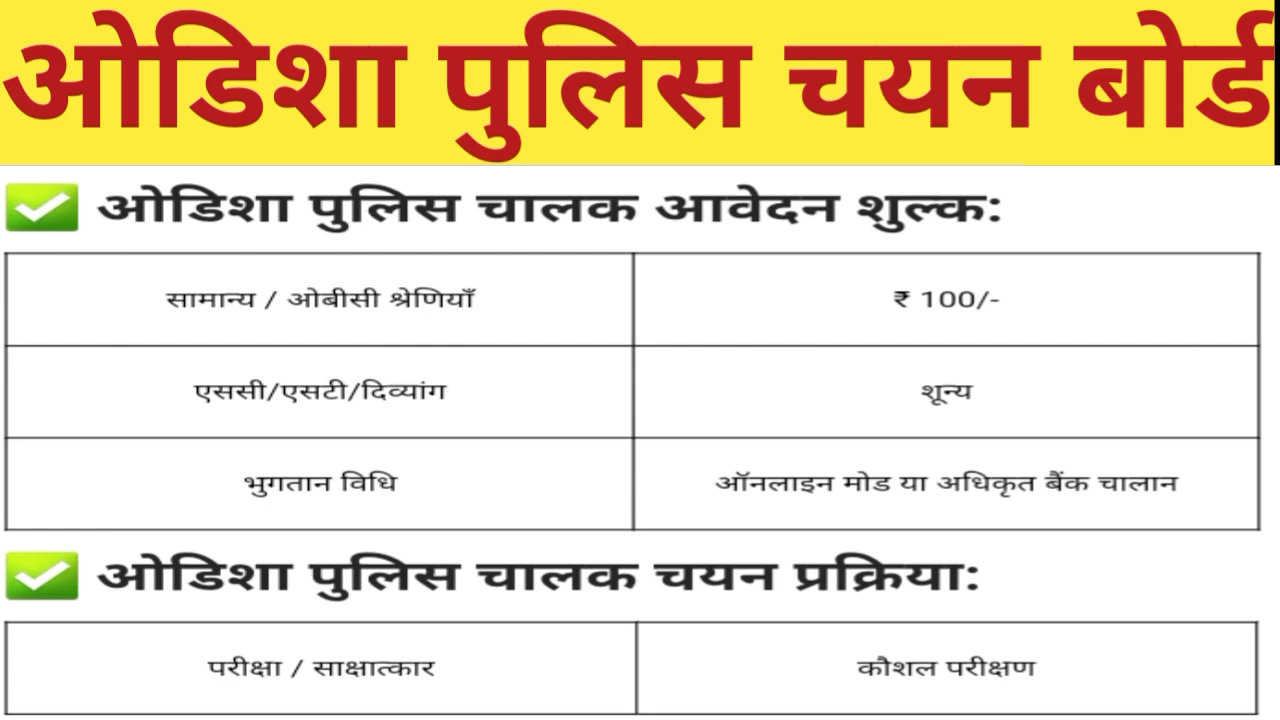 ओडिशा पुलिस चयन बोर्ड
✅ ओडिशा पुलिस चालक आवेदन शुल्क:
सामान्य / ओबीसी श्रेणियाँ ₹ 100/-
एससी/एसटी/दिव्यांग शून्य
भुगतान विधि ऑनलाइन मोड या अधिकृत बैंक चालान
✅ ओडिशा पुलिस चालक चयन प्रक्रिया:
परीक्षा / साक्षात्कार कौशल परीक्षण